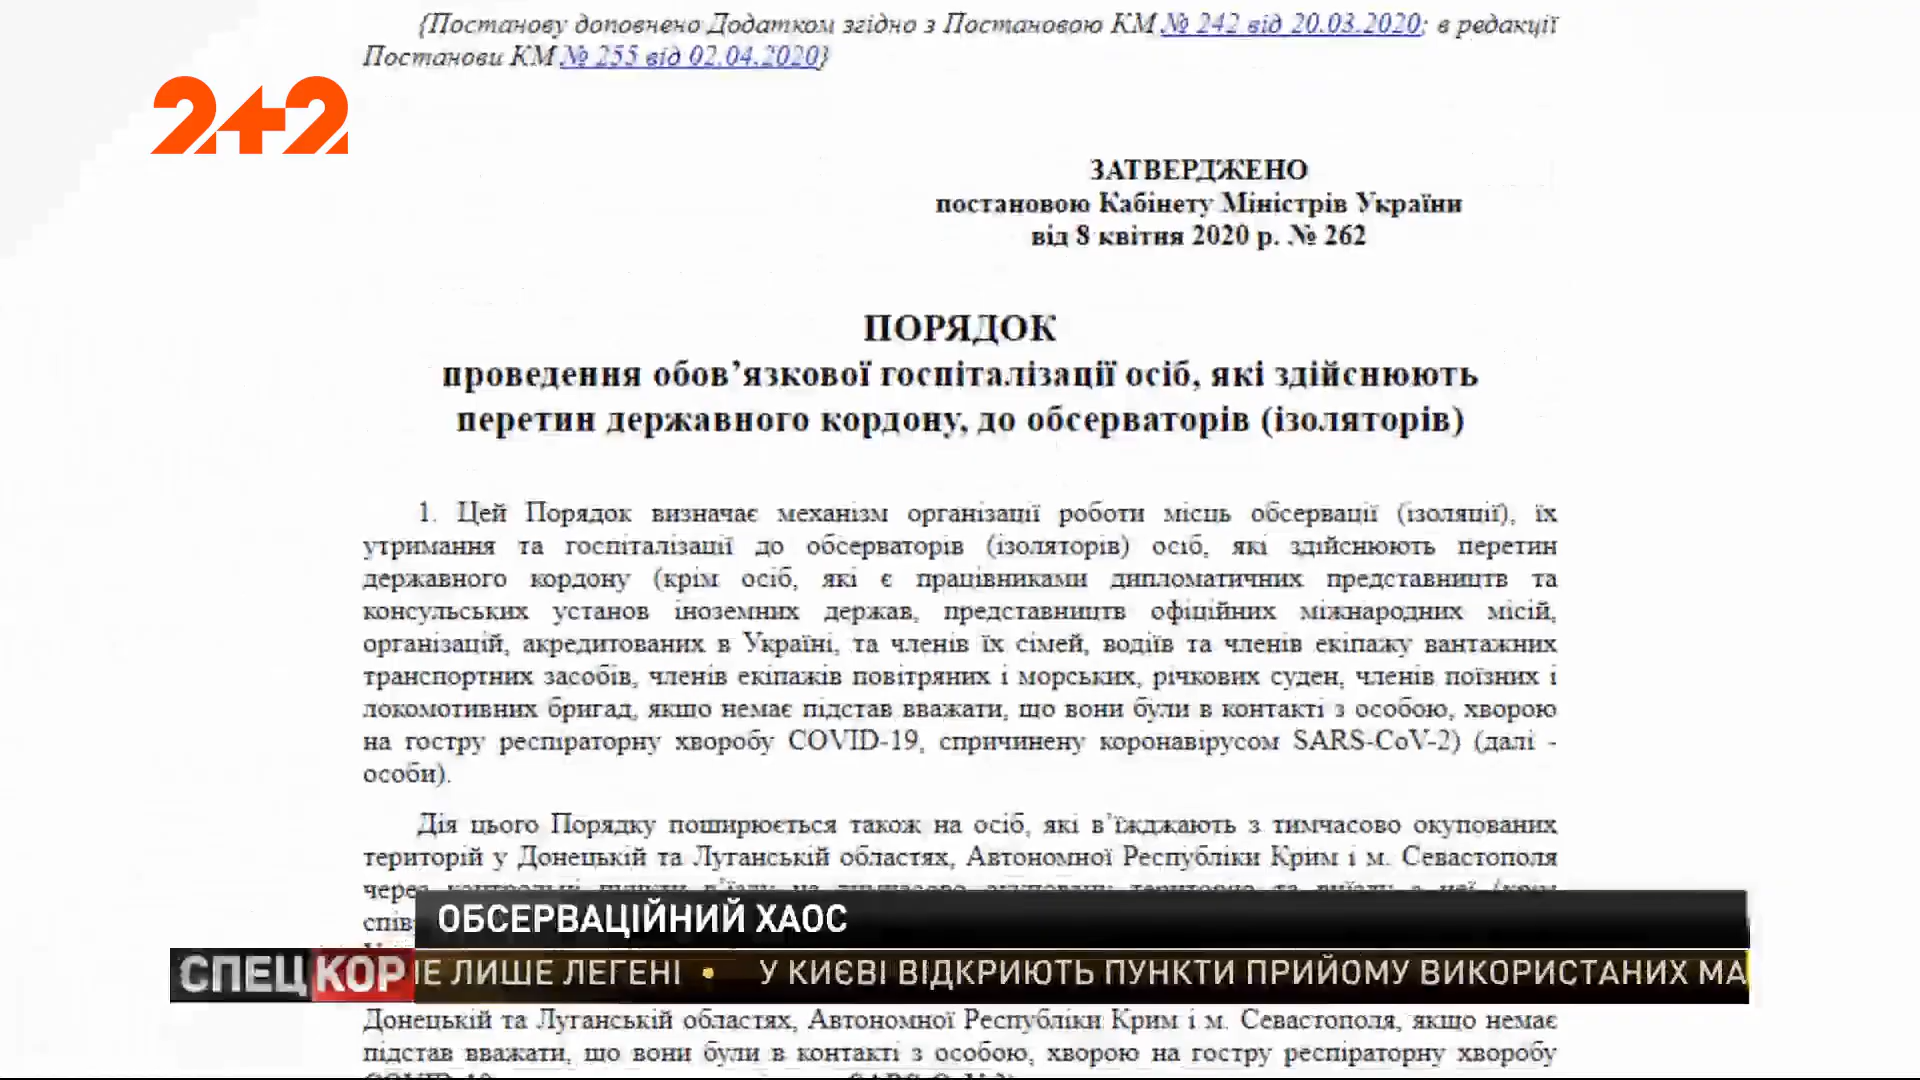 {Постанову доповнено Додатком згідно з Постановою КМ № 242 від 20.03.2020; в редакції
Постанови КМ № 255 від 02.04.2020}
2+2
ЗАТВЕРДЖЕНО
постановою Кабінету Міністрів України
від 8 квітня 2020 р. № 262
ПОРЯДОК
проведення обов’язкової госпіталізації осіб, які здійснюють
перетин державного кордону, до обсерваторів (ізоляторів)
1. Цей Порядок визначає механізм організації роботи місць обсервації (ізоляції), їх
утримання та госпіталізації до обсерваторів (ізоляторів) осіб, які здійснюють перетин
державного кордону (крім осіб, які є працівниками дипломатичних представництв та
консульських установ іноземних держав, представництв офіційних міжнародних місій,
організацій, акредитованих в Україні, та членів їх сімей, водіїв та членів екіпажу вантажних
транспортних засобів, членів екіпажів повітряних і морських, річкових суден, членів поїзних і
локомотивних бригад, якщо немає підстав вважати, що вони були в контакті з особою, хворою
на гостру респіраторну хворобу COVID-19, спричинену коронавірусом SARS-CoV-2) (далі -
особи).
Дія цього Порядку поширюється також на осіб, які в’їжджають з тимчасово окупованих
територій у Донецькій та Луганській областях, Автономної Республіки Крим і м. Севастополя
через
спів
ОБСЕРВАЦІЙНИЙ ХАОС
СПЕЦКОР
Е ЛИШЕ ЛЕГЕНІ • У КИЄВІ ВІДКРИЮТЬ ПУНКТИ ПРИЙОМУ ВИКОРИСТАНИХ МА
Донецькій та Луганській областях, Автономної Республіки Крим і м. Севастополя, якщо немає
підстав вважати, що вони були в контакті з особою, хворою на гостру респіраторну хворобу